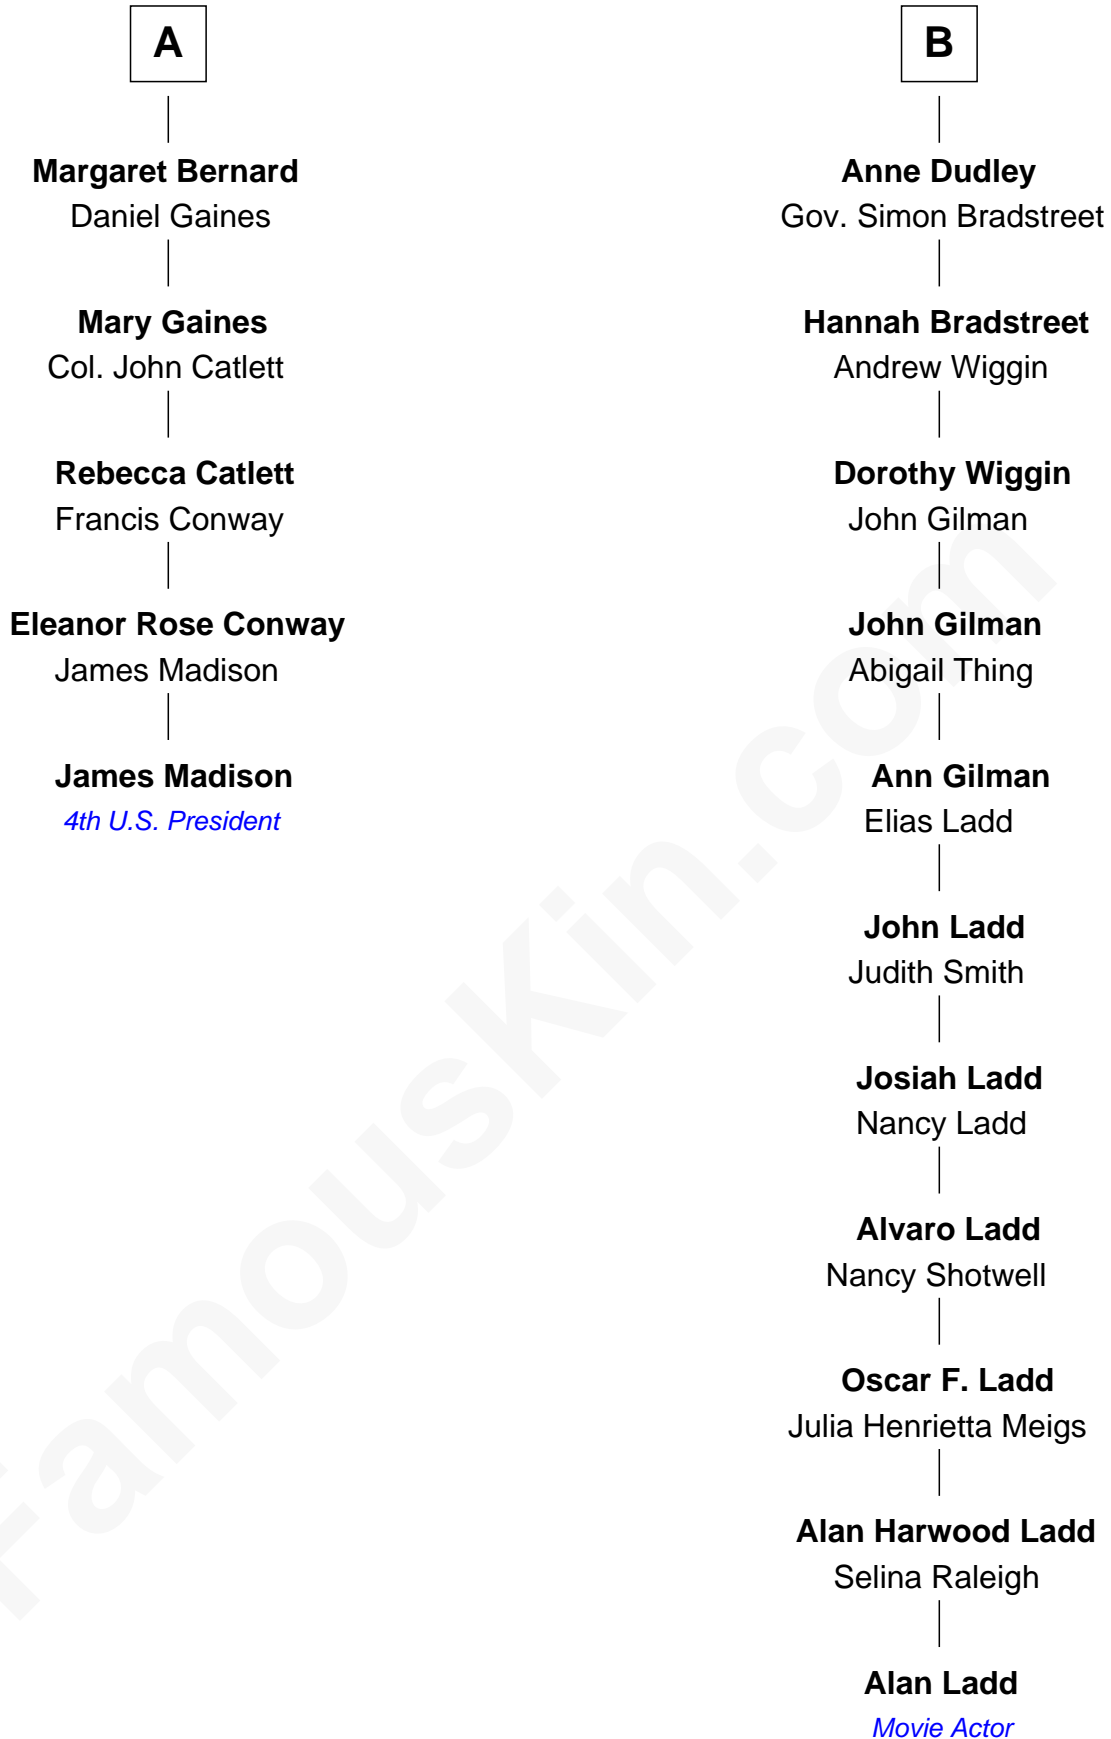 A
Margaret Bernard
Daniel Gaines
Mary Gaines
Col. John Catlett
Rebecca Catlett
Francis Conway
Eleanor Rose Conway
James Madison
James Madison
4th U.S. President
B
Anne Dudley
Gov. Simon Bradstreet
Hannah Bradstreet
Andrew Wiggin
Dorothy Wiggin
John Gilman
John Gilman
Abigail Thing
Ann Gilman
Elias Ladd
John Ladd
Judith Smith
Josiah Ladd
Nancy Ladd
Alvaro Ladd
Nancy Shotwell
Oscar F. Ladd
Julia Henrietta Meigs
Alan Harwood Ladd
Selina Raleigh
Alan Ladd
Movie Actor
FamousKin.com